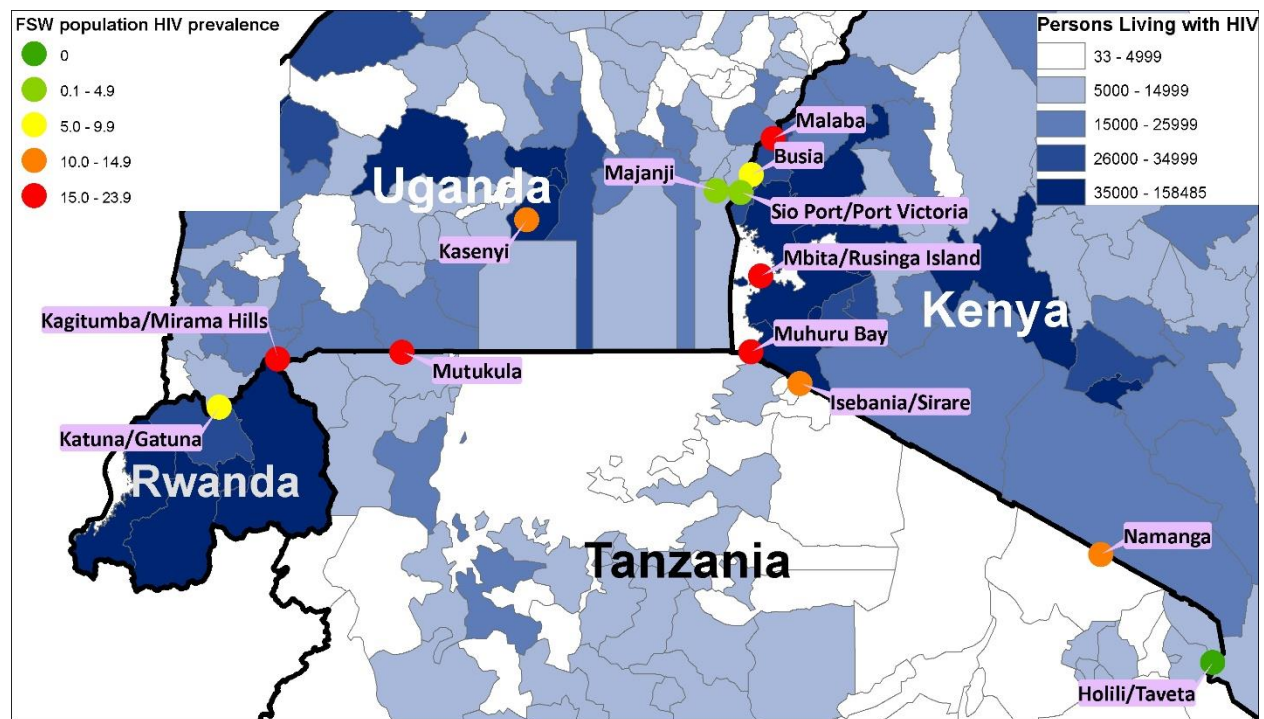 FSW population HIV prevalence
0
0.1 - 4.9
5.0 - 9.9
10.0 - 14.9
15.0 - 23.9
Persons Living with HIV
33 - 4999
5000 - 14999
15000 - 25999
26000 - 34999
35000 - 158485
Malaba
Busia
Majanji
Uganda
Sio Port/Port Victoria
Kasenyi
Mbita/Rusinga Island
Kenya
Kagitumba/Mirama Hills
Muhuru Bay
Mutukula
Isebania/Sirare
Katuna/Gatuna
Rwanda
Namanga
Tanzania
Holili/Taveta